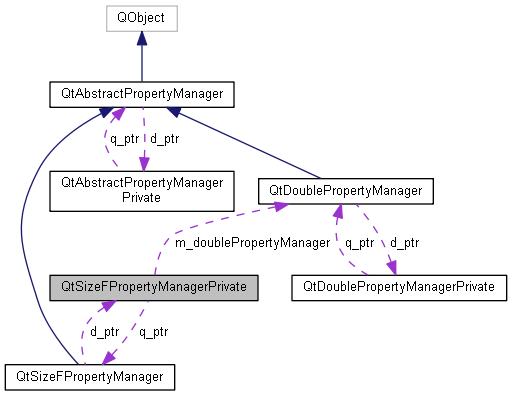 QObject
QtAbstractPropertyManager
q_ptr
d_ptr
QtAbstractPropertyManager
Private
QtDoublePropertyManager
m_doublePropertyManager
q_ptr
d_ptr
QtSizeFPropertyManagerPrivate
QtDoublePropertyManagerPrivate
d_ptr
q_ptr
QtSizeFPropertyManager